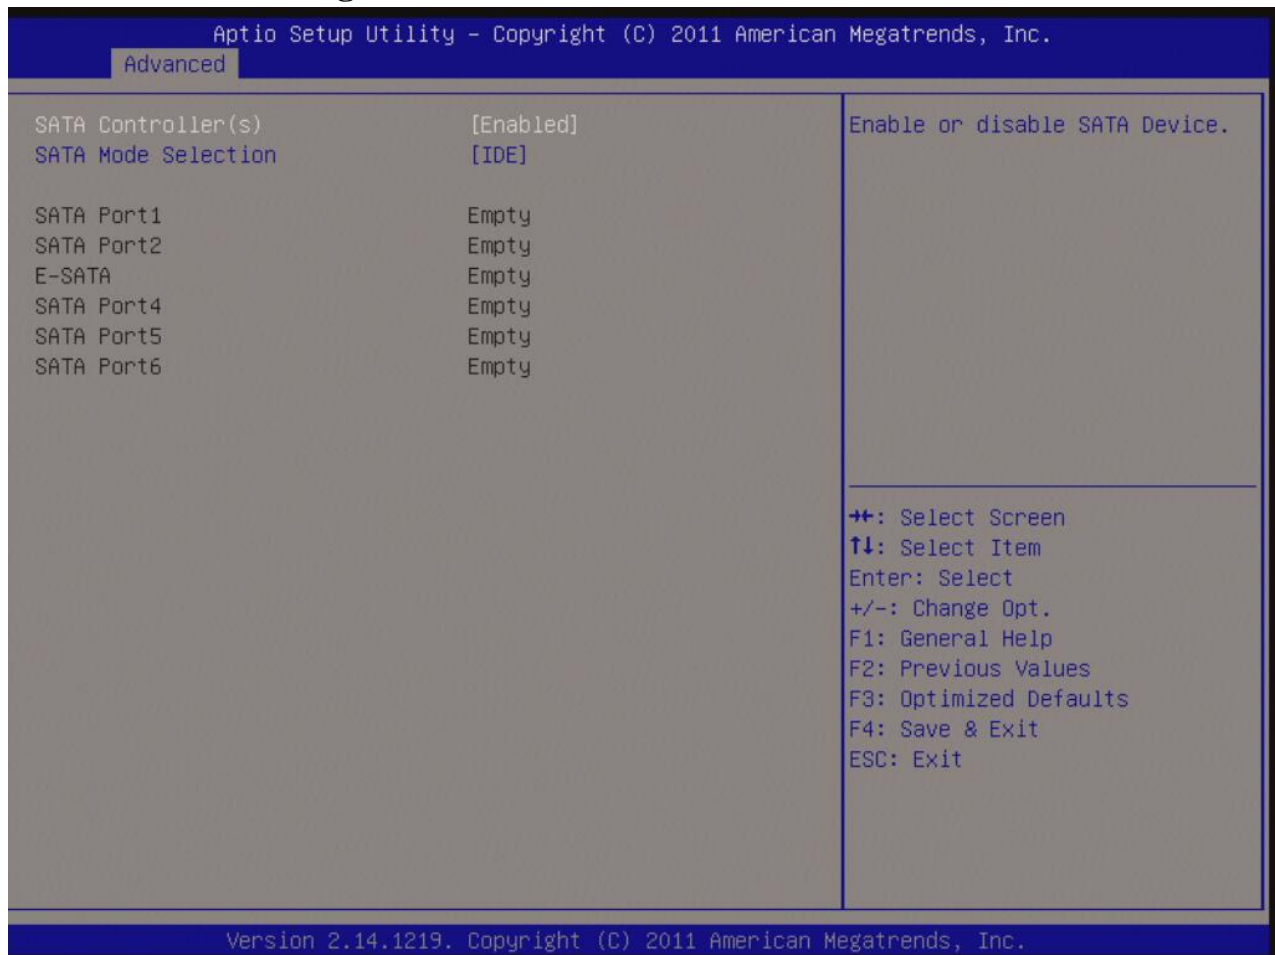 Aptio Setup Utility – Copyright (C) 2011 American Megatrends, Inc.
Advanced
SATA Controller(s) [Enabled]
SATA Mode Selection [IDE]
SATA Port1 Empty
SATA Port2 Empty
E-SATA Empty
SATA Port4 Empty
SATA Port5 Empty
SATA Port6 Empty
Enable or disable SATA Device.
→←: Select Screen
↑↓: Select Item
Enter: Select
+/-: Change Opt.
F1: General Help
F2: Previous Values
F3: Optimized Defaults
F4: Save & Exit
ESC: Exit
Version 2.14.1219. Copyright (C) 2011 American Megatrends, Inc.